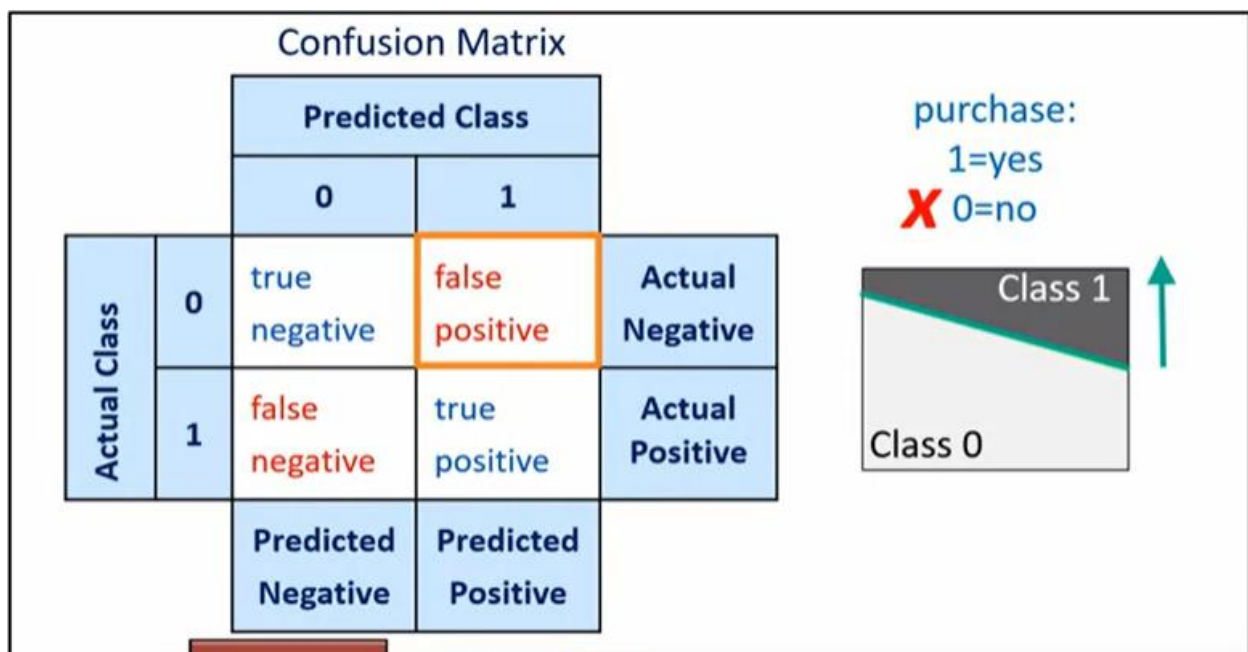 Confusion Matrix
Predicted Class
0
1
Actual Class
0
true
negative
false
positive
Actual
Negative
1
false
negative
true
positive
Actual
Positive
Predicted
Negative
Predicted
Positive
purchase:
1=yes
X 0=no
Class 1
Class 0